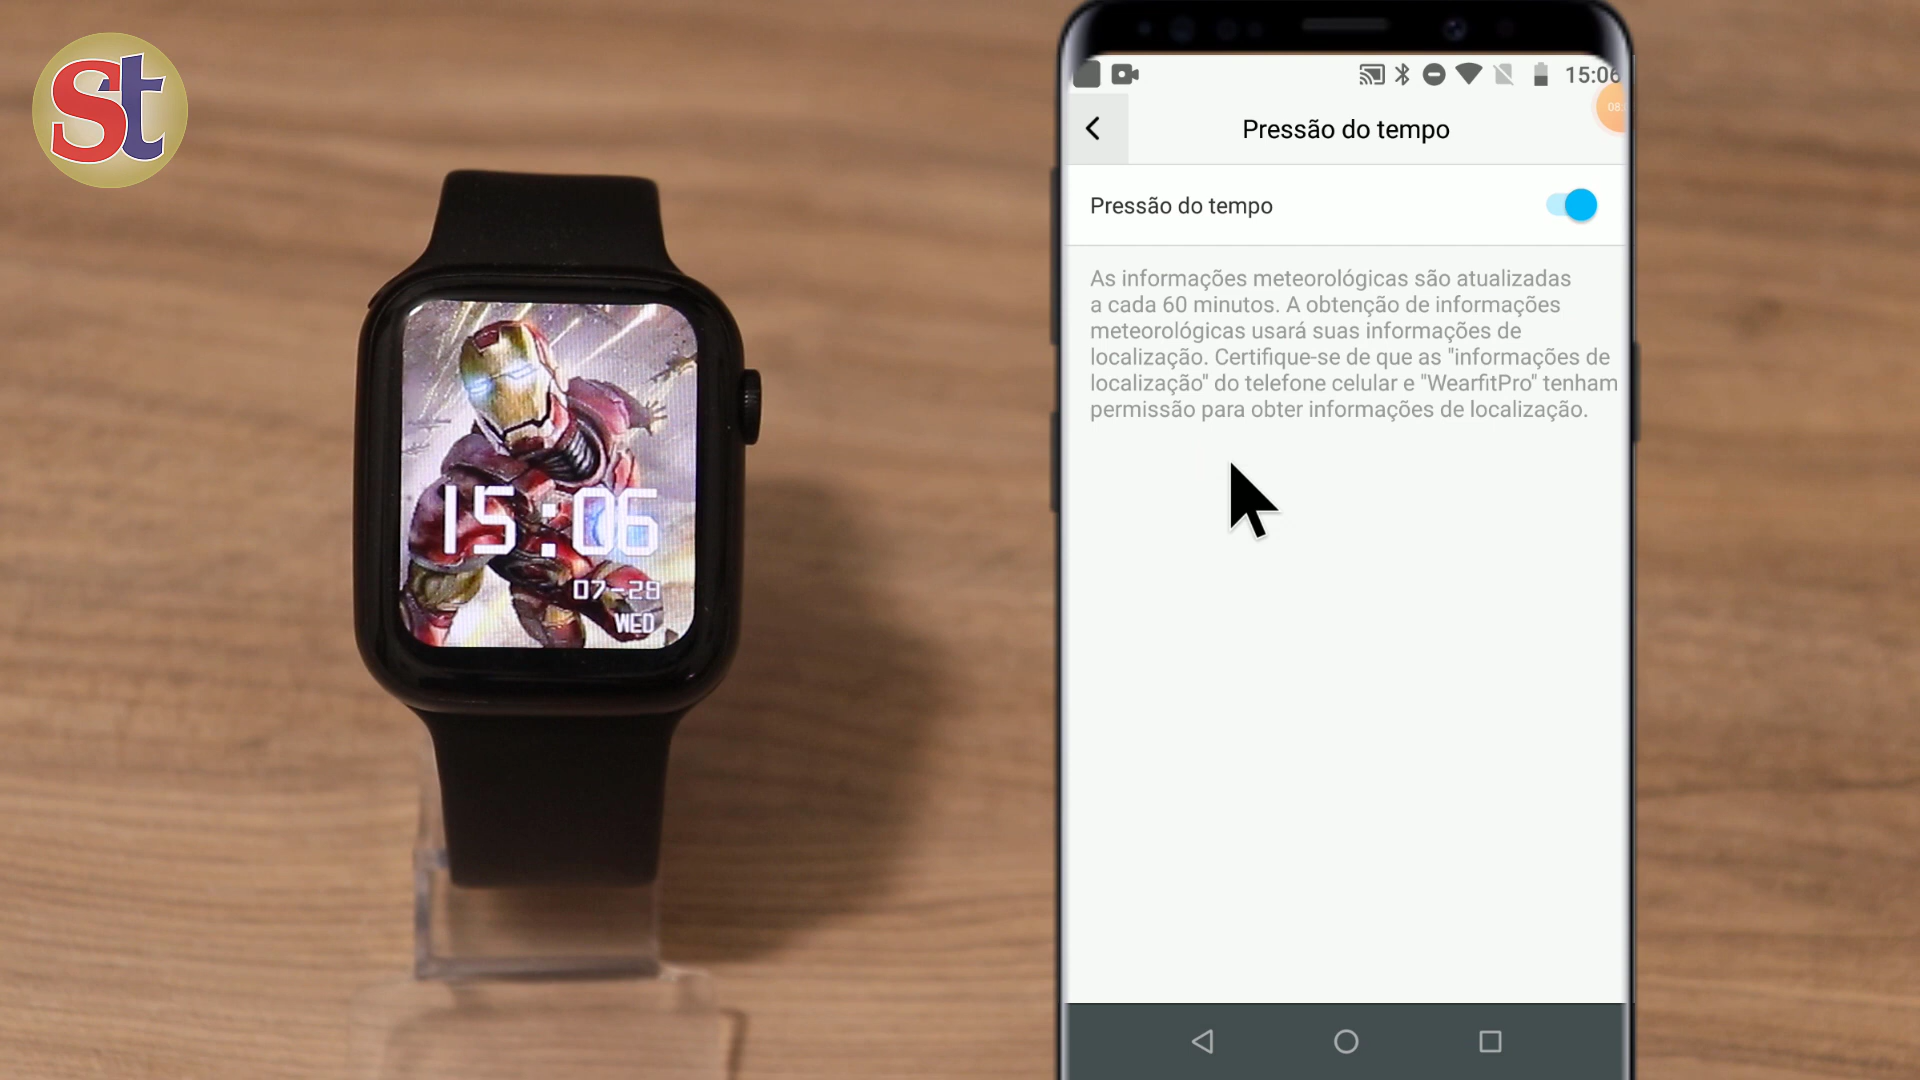 St
15:06
07-28
WED
15:06
08:
Pressão do tempo
Pressão do tempo
As informações meteorológicas são atualizadas
a cada 60 minutos. A obtenção de informações
meteorológicas usará suas informações de
localização. Certifique-se de que as "informações de
localização" do telefone celular e "WearfitPro" tenham
permissão para obter informações de localização.